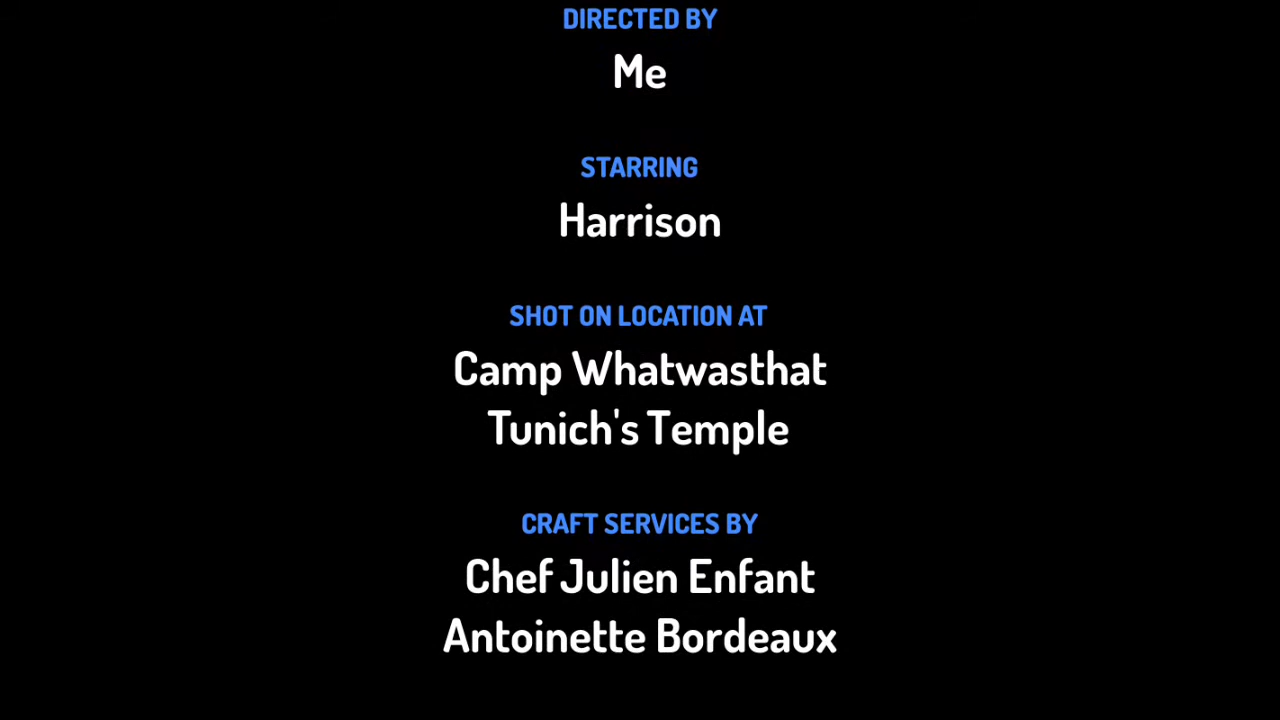 DIRECTED BY
Me
STARRING
Harrison
SHOT ON LOCATION AT
Camp Whatwasthat
Tunich's Temple
CRAFT SERVICES BY
Chef Julien Enfant
Antoinette Bordeaux